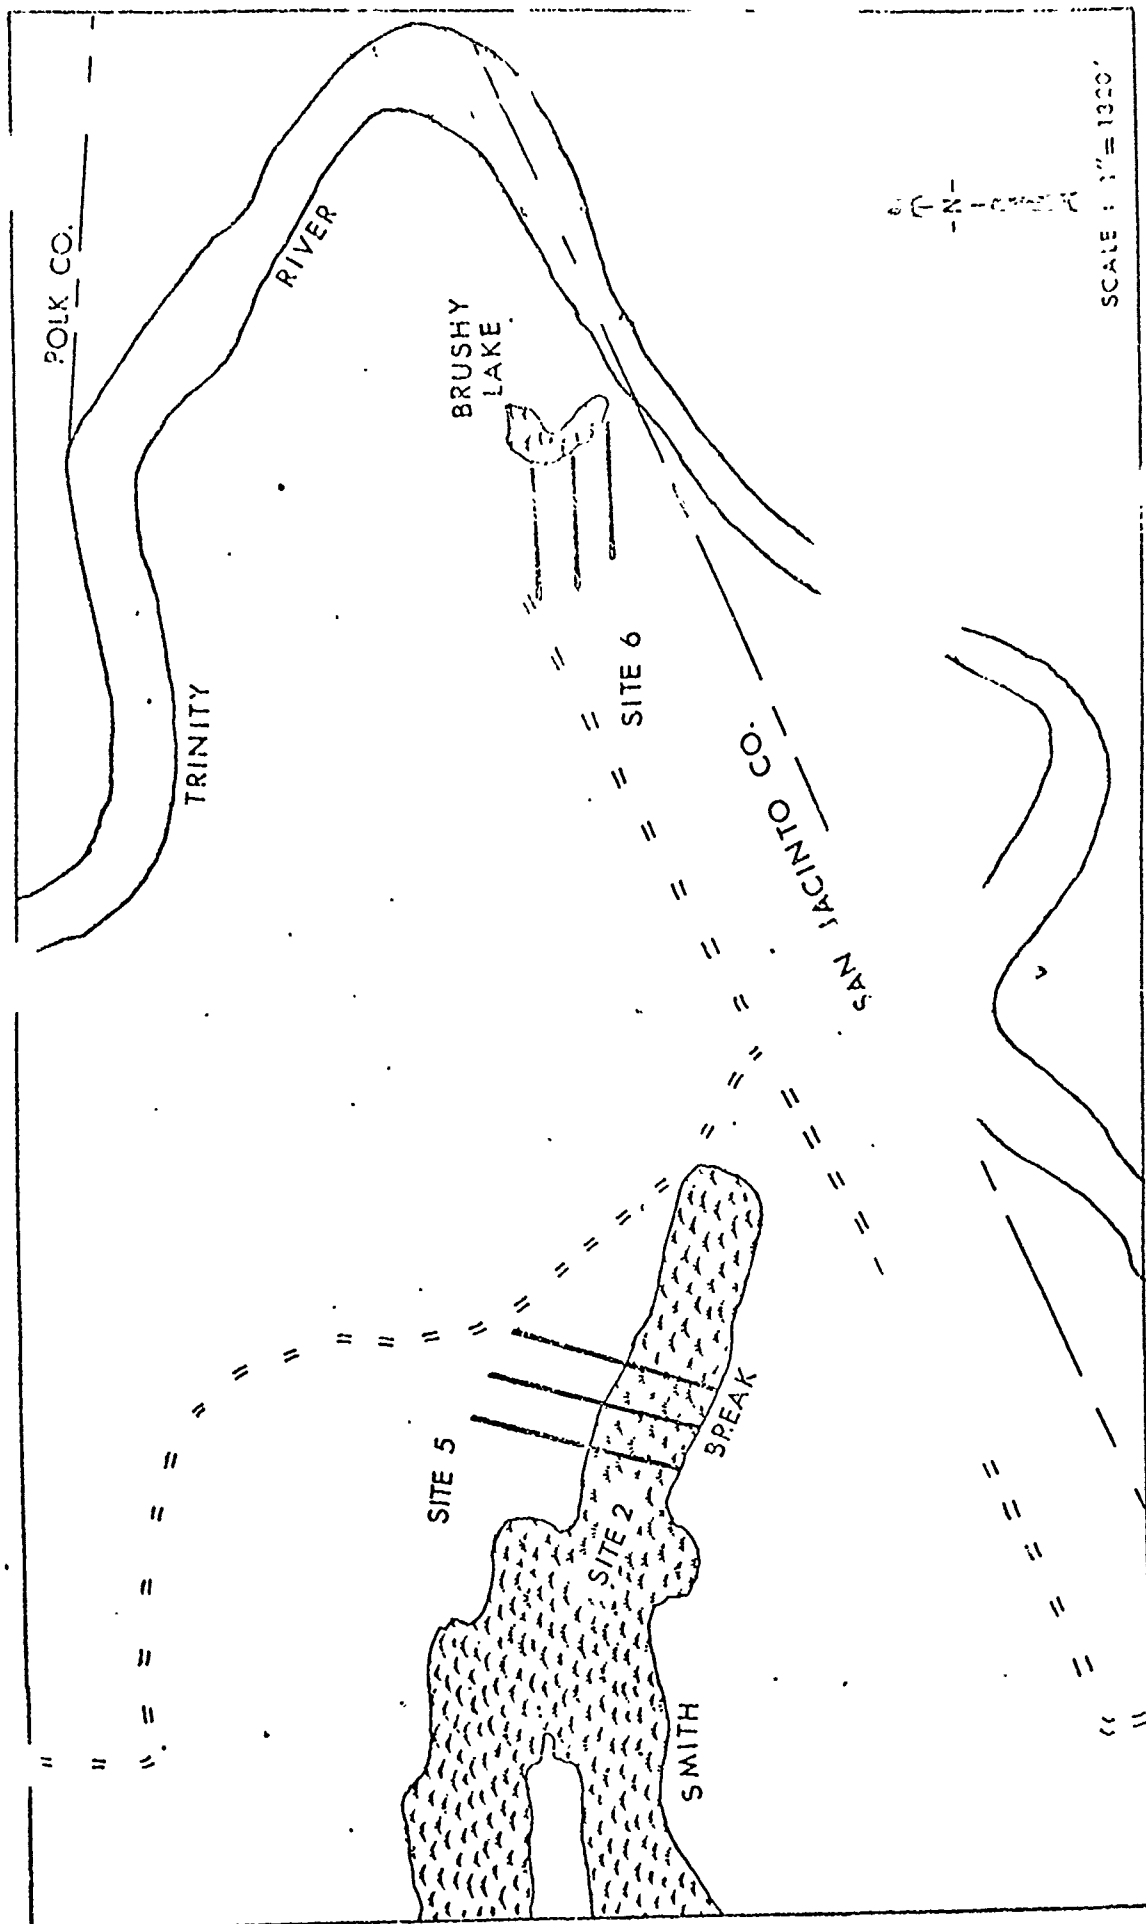 POLK CO.
RIVER
TRINITY
BRUSHY
LAKE
SITE 6
SAN JACINTO CO.
SITE 5
SITE 2
BREAK
SMITH
-N-
SCALE : 1"= 1320'